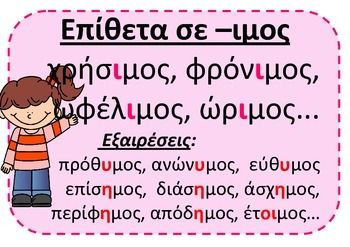 Επίθετα σε –ιμος
χρήσιμος, φρόνιμος,
ωφέλιμος, ώριμος...
Εξαιρέσεις:
πρόθυμος, ανώνυμος, εύθυμος
επίσημος, διάσημος, άσχημος,
περίφημος, απόδημος, έτοιμος...